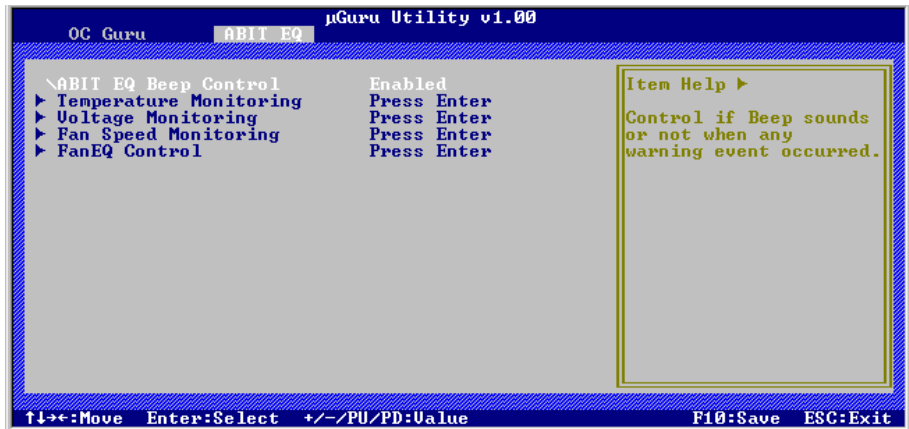 µGuru Utility v1.00
OC Guru ABIT EQ
\ABIT EQ Beep Control Enabled
▶ Temperature Monitoring Press Enter
▶ Voltage Monitoring Press Enter
▶ Fan Speed Monitoring Press Enter
▶ FanEQ Control Press Enter
Item Help ▶
Control if Beep sounds
or not when any
warning event occurred.
↑↓→←:Move Enter:Select +/-/PU/PD:Value F10:Save ESC:Exit